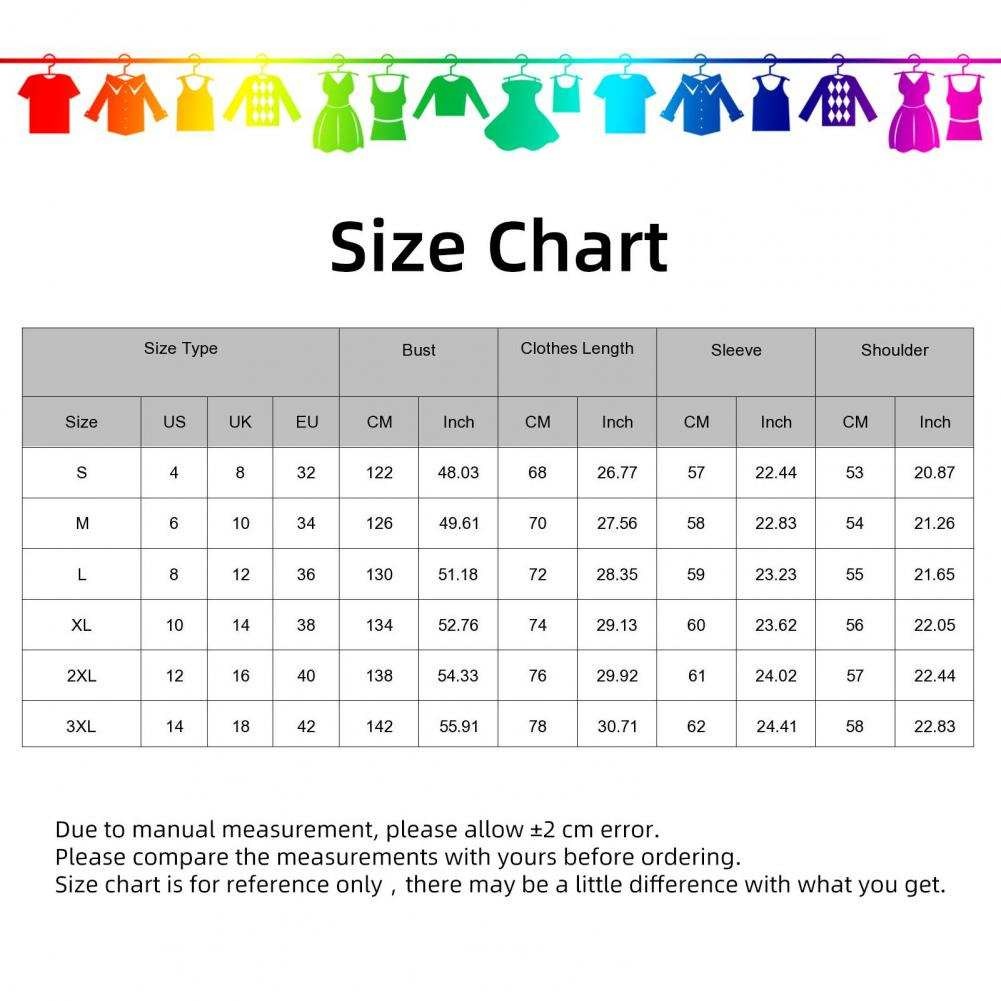 Size Chart
Size Type Bust Clothes Length Sleeve Shoulder
Size US UK EU CM Inch CM Inch CM Inch CM Inch
S 4 8 32 122 48.03 68 26.77 57 22.44 53 20.87
M 6 10 34 126 49.61 70 27.56 58 22.83 54 21.26
L 8 12 36 130 51.18 72 28.35 59 23.23 55 21.65
XL 10 14 38 134 52.76 74 29.13 60 23.62 56 22.05
2XL 12 16 40 138 54.33 76 29.92 61 24.02 57 22.44
3XL 14 18 42 142 55.91 78 30.71 62 24.41 58 22.83
Due to manual measurement, please allow ±2 cm error.
Please compare the measurements with yours before ordering.
Size chart is for reference only , there may be a little difference with what you get.